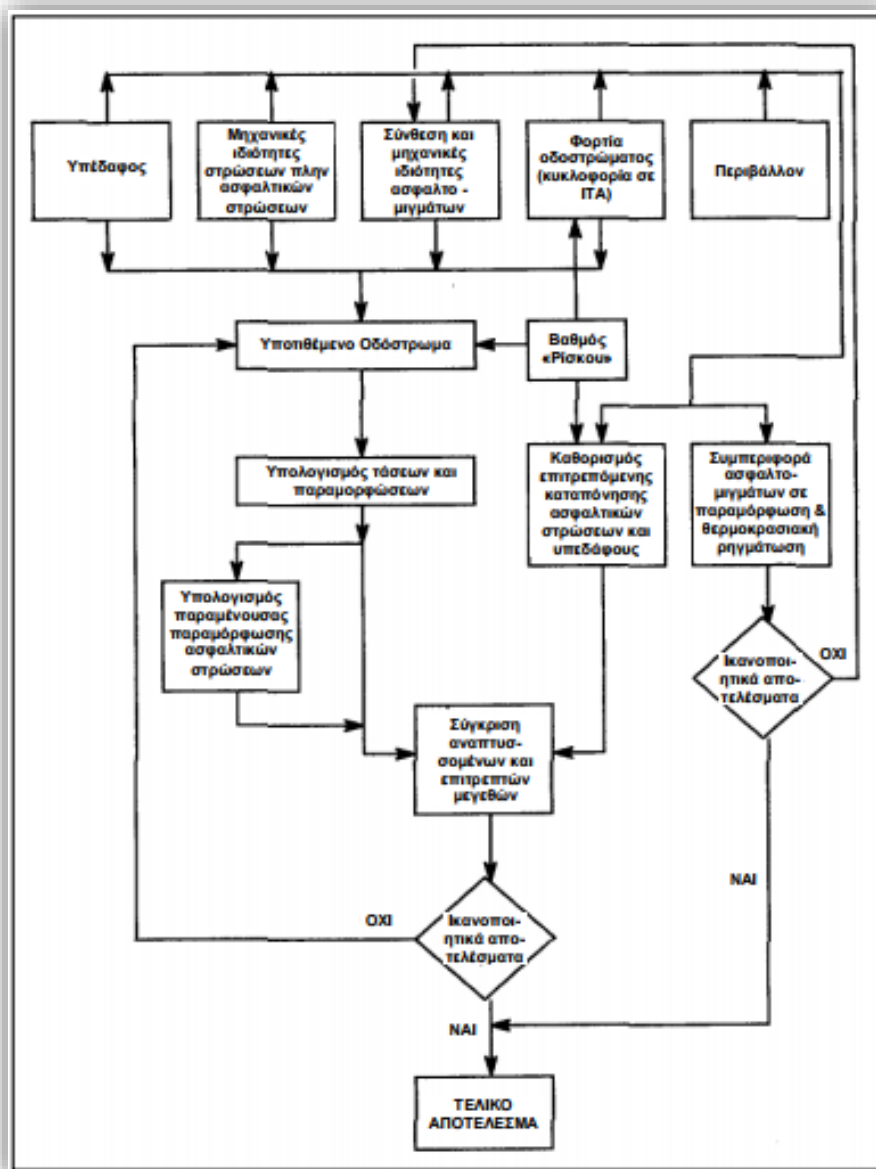 Υπέδαφος
Μηχανικές
ιδιότητες
στρώσεων πλην
ασφαλτικών
στρώσεων
Σύνθεση και
μηχανικές
ιδιότητες
ασφαλτο -
μιγμάτων
Φορτία
οδοστρώματος
(κυκλοφορία σε
ΙΤΑ)
Περιβάλλον
Υποτιθέμενο Οδόστρωμα
Βαθμός
«Ρίσκου»
Υπολογισμός τάσεων και
παραμορφώσεων
Καθορισμός
επιτρεπόμενης
καταπόνησης
ασφαλτικών
στρώσεων και
υπεδάφους
Συμπεριφορά
ασφαλτο-
μιγμάτων σε
παραμόρφωση &
θερμοκρασιακή
ρηγμάτωση
Υπολογισμός
παραμένουσας
παραμόρφωσης
ασφαλτικών
στρώσεων
Ικανοποι-
ητικά απο-
τελέσματα
ΟΧΙ
Σύγκριση
αναπτυσ-
σομένων και
επιτρεπτών
μεγεθών
ΝΑΙ
ΟΧΙ
Ικανοποι-
ητικά απο-
τελέσματα
ΝΑΙ
ΤΕΛΙΚΟ
ΑΠΟΤΕΛΕΣΜΑ